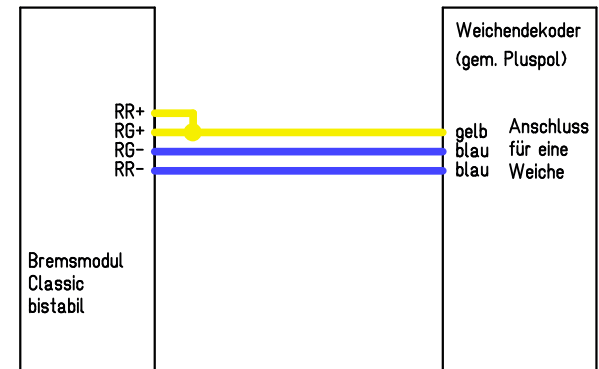 Weichendekoder
(gem. Pluspol)
RR+
RG+
RG-
RR-
gelb
blau
blau
Anschluss
für eine
Weiche
Bremsmodul
Classic
bistabil